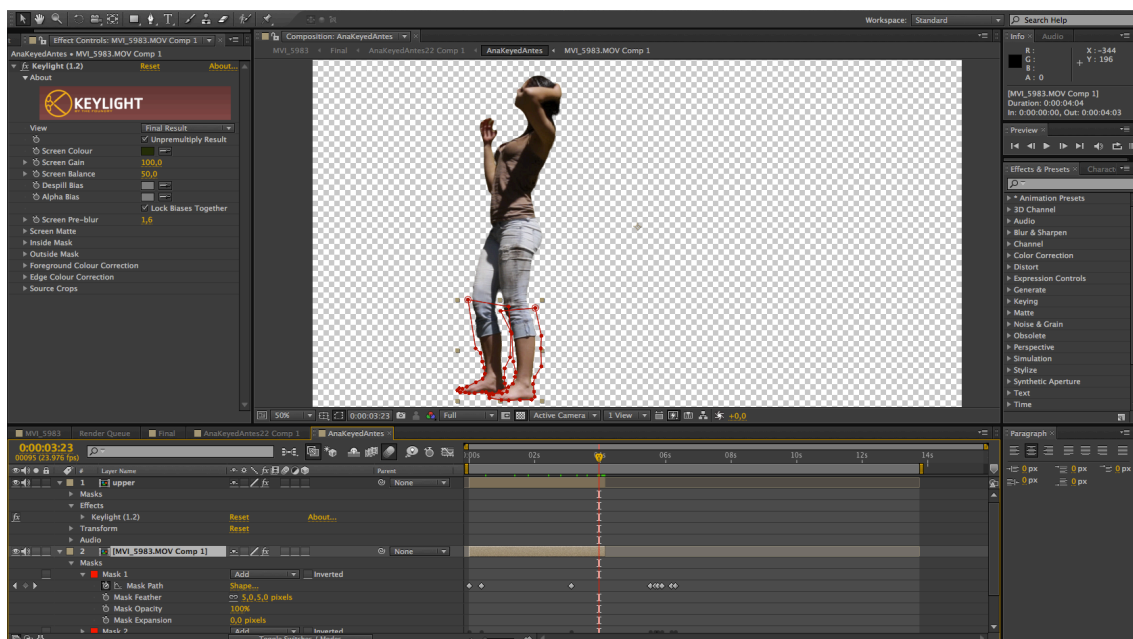 Workspace: Standard
Search Help
Effect Controls: MVI_5983.MOV Comp 1
AnaKeyedAntes • MVI_5983.MOV Comp 1
fx Keylight (1.2) Reset About...
About
KEYLIGHT
View Final Result
Unpremultiply Result
Screen Colour
Screen Gain 100,0
Screen Balance 50,0
Despill Bias
Alpha Bias
Lock Biases Together
Screen Pre-blur 1,6
Screen Matte
Inside Mask
Outside Mask
Foreground Colour Correction
Edge Colour Correction
Source Crops
Composition: AnaKeyedAntes
MVI_5983 Final AnaKeyedAntes22 Comp 1 AnaKeyedAntes MVI_5983.MOV Comp 1
50% 0:00:03:23 Full Active Camera 1 View +0,0
Info Audio
R : X : -344
G : Y : 196
B :
A : 0
[MVI_5983.MOV Comp 1]
Duration: 0:00:04:04
In: 0:00:00:00, Out: 0:00:04:03
Preview
Effects & Presets
* Animation Presets
3D Channel
Audio
Blur & Sharpen
Channel
Color Correction
Distort
Expression Controls
Generate
Keying
Matte
Noise & Grain
Obsolete
Perspective
Simulation
Stylize
Synthetic Aperture
Text
Time
MVI_5983 Render Queue Final AnaKeyedAntes22 Comp 1 AnaKeyedAntes
0:00:03:23
00095 (23.976 fps)
# Layer Name Parent
02s 06s 08s 10s 12s 14s
1 upper None
Masks
Effects
fx Keylight (1.2) Reset About...
Transform Reset
Audio
2 [MVI_5983.MOV Comp 1] None
Masks
Mask 1 Add Inverted
Mask Path Shape...
Mask Feather 5,0,5,0 pixels
Mask Opacity 100%
Mask Expansion 0,0 pixels
Mask 2 Add Inverted
Toggle Switches / Modes
Paragraph
0 px 0 px 0 px
0 px 0 px